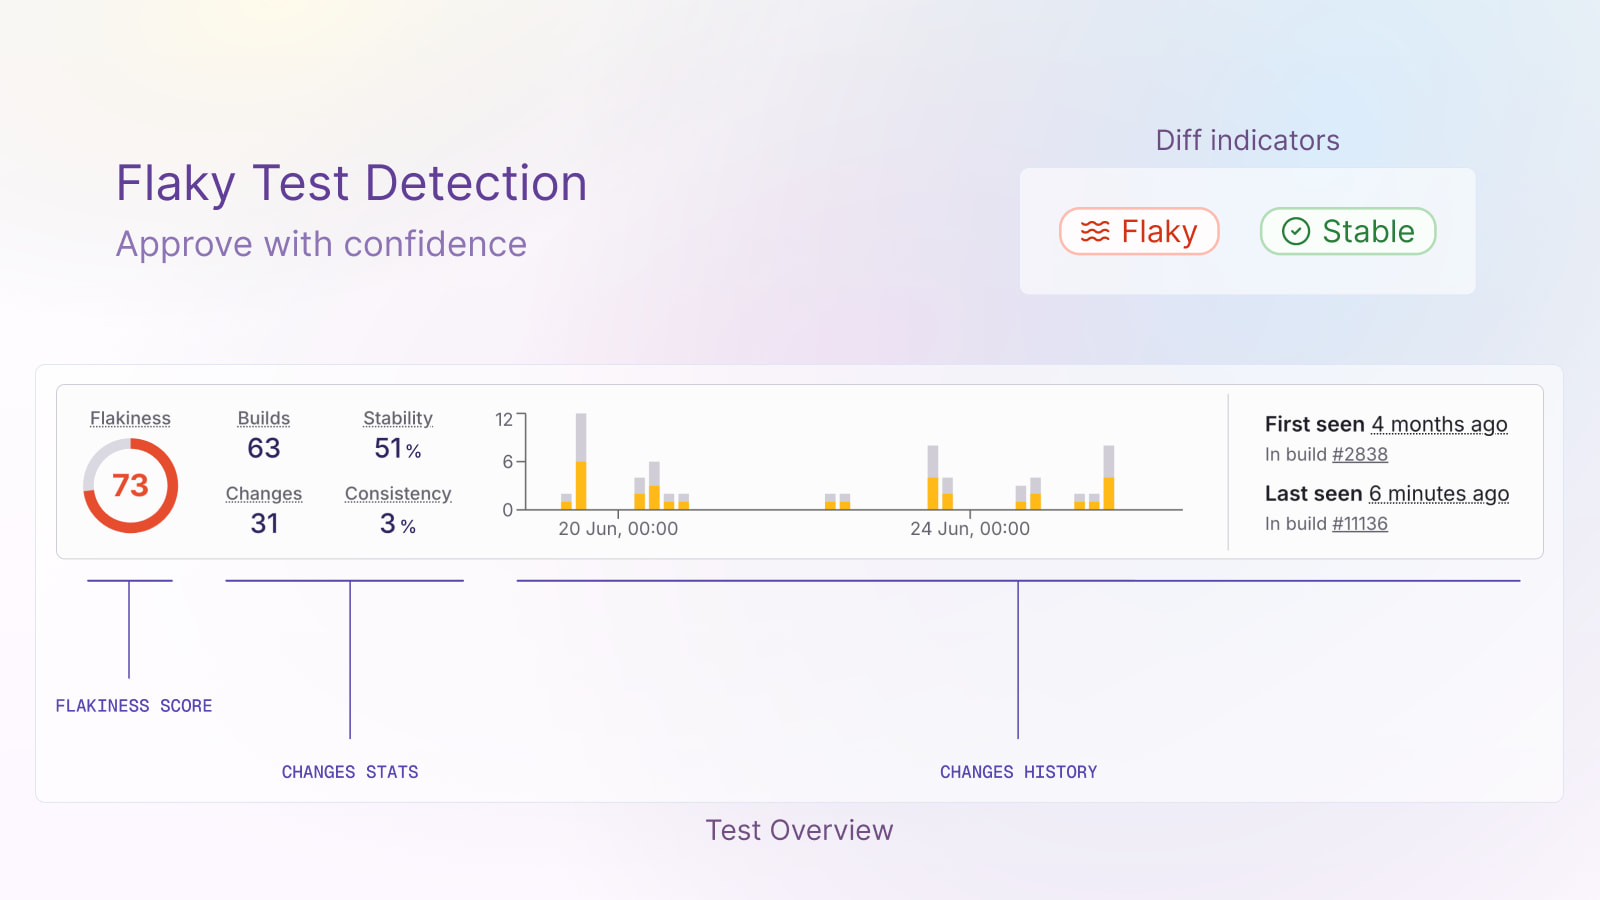 Flaky Test Detection
Approve with confidence
Diff indicators
Flaky
Stable
Flakiness
73
Builds
63
Stability
51 %
Changes
31
Consistency
3 %
12
6
0
20 Jun, 00:00
24 Jun, 00:00
First seen 4 months ago
In build #2838
Last seen 6 minutes ago
In build #11136
FLAKINESS SCORE
CHANGES STATS
CHANGES HISTORY
Test Overview